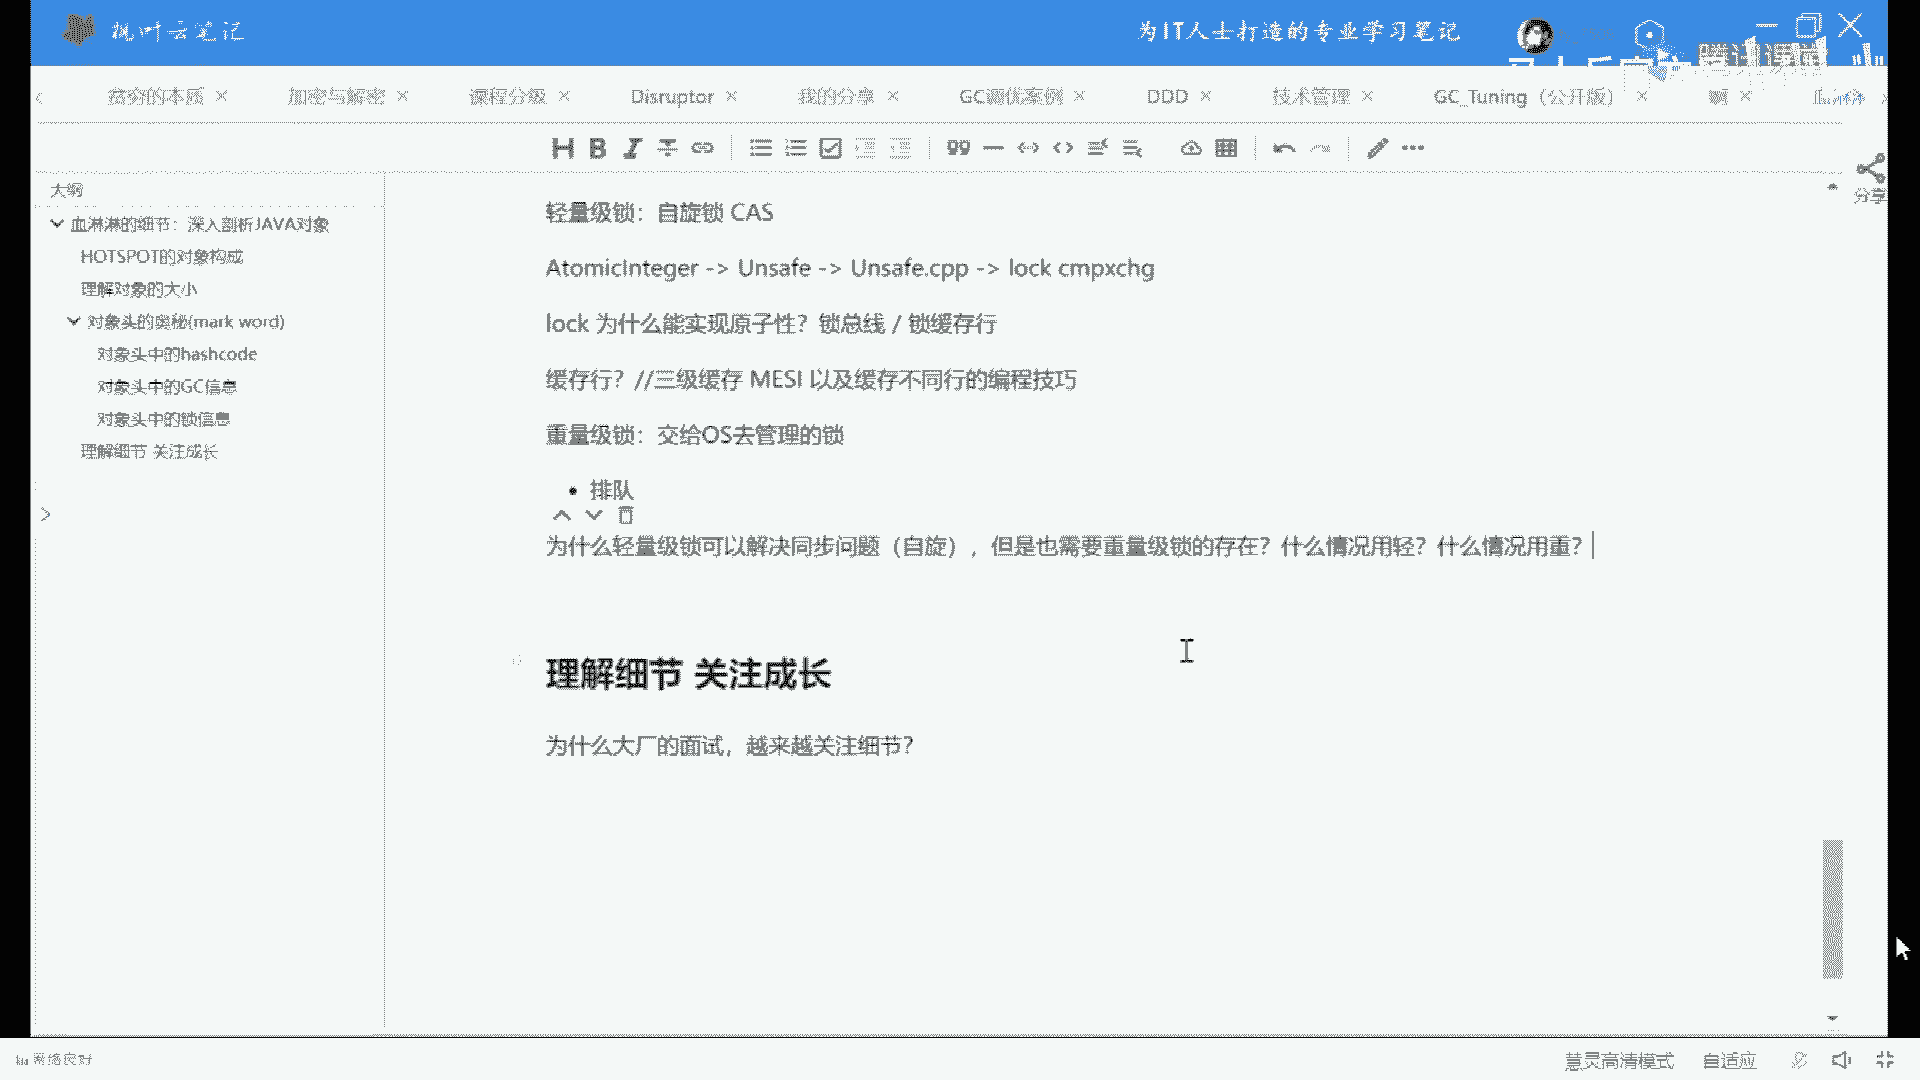 枫叶云笔记
为IT人士打造的专业学习笔记
贫穷的本质
加密与解密
课程分级
Disruptor
我的分享
GC调优案例
DDD
技术管理
GC_Tuning（公开版）
大纲
分享
血淋淋的细节：深入剖析JAVA对象
HOTSPOT的对象构成
理解对象的大小
对象头的奥秘(mark word)
对象头中的hashcode
对象头中的GC信息
对象头中的锁信息
理解细节 关注成长
轻量级锁：自旋锁 CAS
AtomicInteger -> Unsafe -> Unsafe.cpp -> lock cmpxchg
lock 为什么能实现原子性？锁总线 / 锁缓存行
缓存行？//三级缓存 MESI 以及缓存不同行的编程技巧
重量级锁：交给OS去管理的锁
• 排队
为什么轻量级锁可以解决同步问题（自旋），但是也需要重量级锁的存在？什么情况用轻？什么情况用重？
理解细节 关注成长
为什么大厂的面试，越来越关注细节？
网络良好
慧灵高清模式
自适应